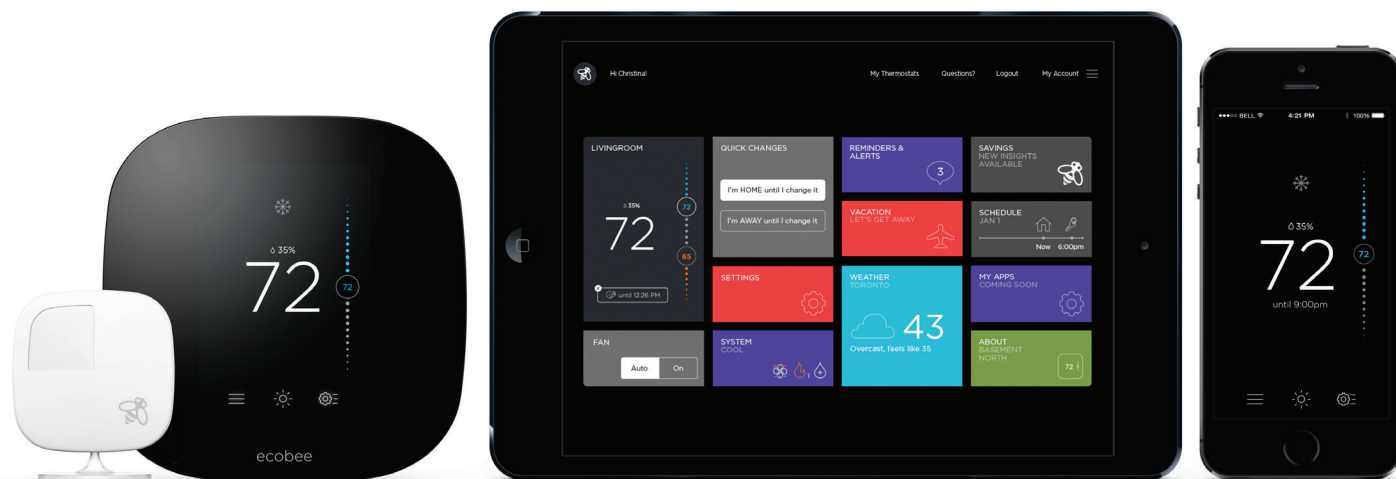 35%
72
72
ecobee
Hi Christina!
My Thermostats
Questions?
Logout
My Account
LIVINGROOM
35%
72
72
65
x
until 12:26 PM
QUICK CHANGES
I'm HOME until I change it
I'm AWAY until I change it
REMINDERS &
ALERTS
3
SAVINGS
NEW INSIGHTS
AVAILABLE
VACATION
LET'S GET AWAY
SCHEDULE
JAN 1
Now 6:00pm
SETTINGS
WEATHER
TORONTO
43
Overcast, feels like 35
MY APPS
COMING SOON
FAN
Auto
On
SYSTEM
COOL
1
ABOUT
BASEMENT
NORTH
72
BELL
4:21 PM
100%
35%
72
72
until 9:00pm